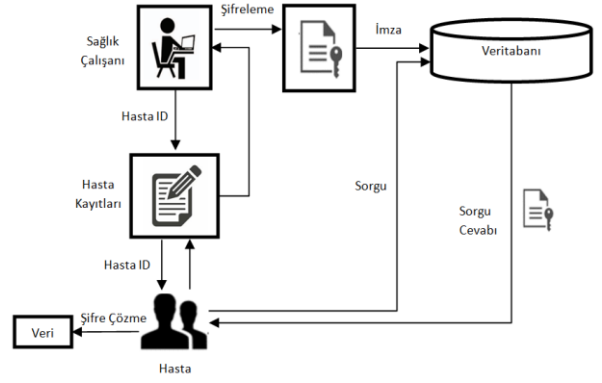 Şifreleme
Sağlık
Çalışanı
İmza
Veritabanı
Hasta ID
Hasta
Kayıtları
Sorgu
Sorgu
Cevabı
Hasta ID
Şifre Çözme
Veri
Hasta